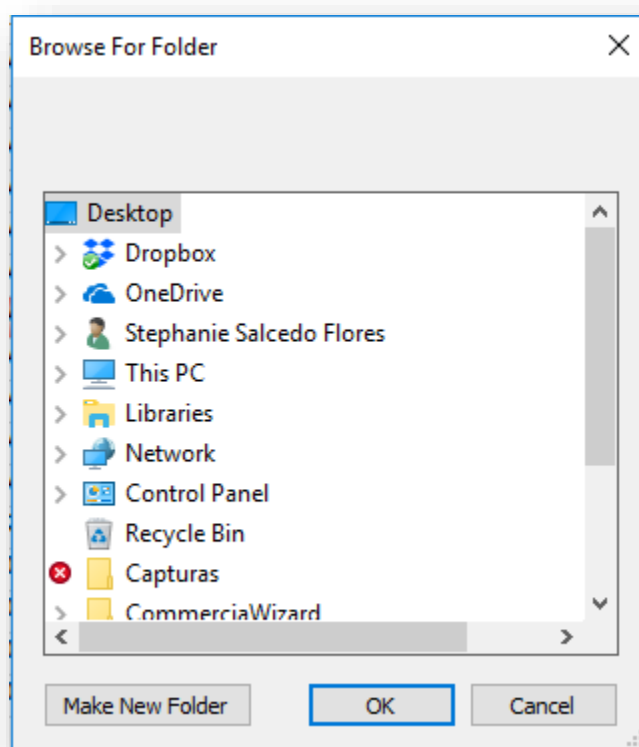 Browse For Folder
Desktop
Dropbox
OneDrive
Stephanie Salcedo Flores
This PC
Libraries
Network
Control Panel
Recycle Bin
Capturas
CommerciaWizard
Make New Folder
OK
Cancel